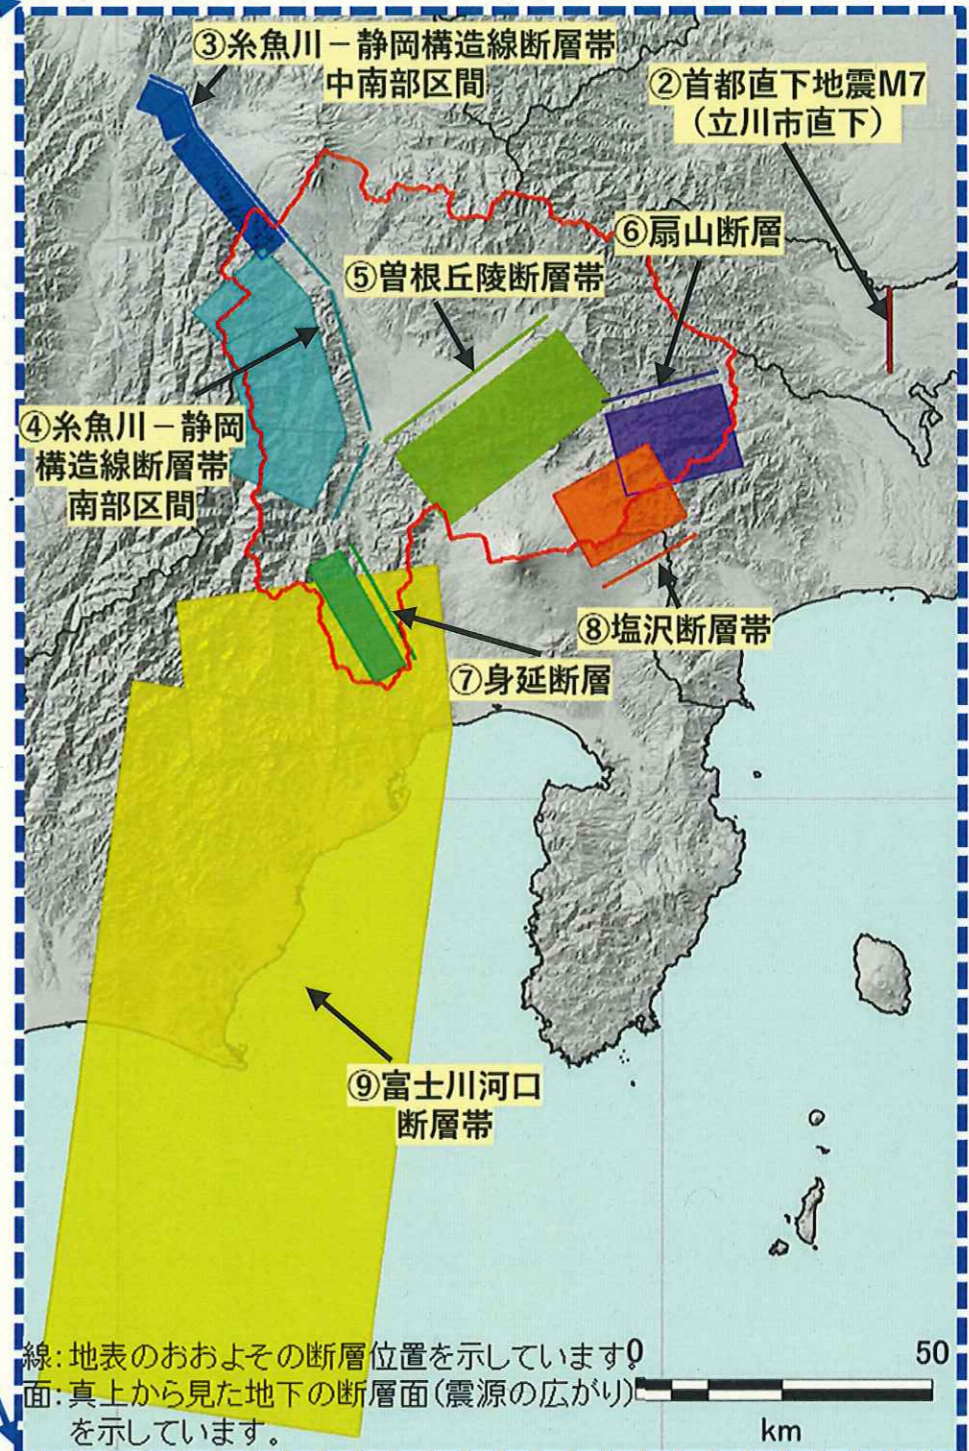 ③糸魚川－静岡構造線断層帯
中南部区間
②首都直下地震M7
（立川市直下）
⑥扇山断層
⑤曽根丘陵断層帯
④糸魚川－静岡
構造線断層帯
南部区間
⑧塩沢断層帯
⑦身延断層
⑨富士川河口
断層帯
線：地表のおおよその断層位置を示しています。
面：真上から見た地下の断層面（震源の広がり）
を示しています。
0 50
km